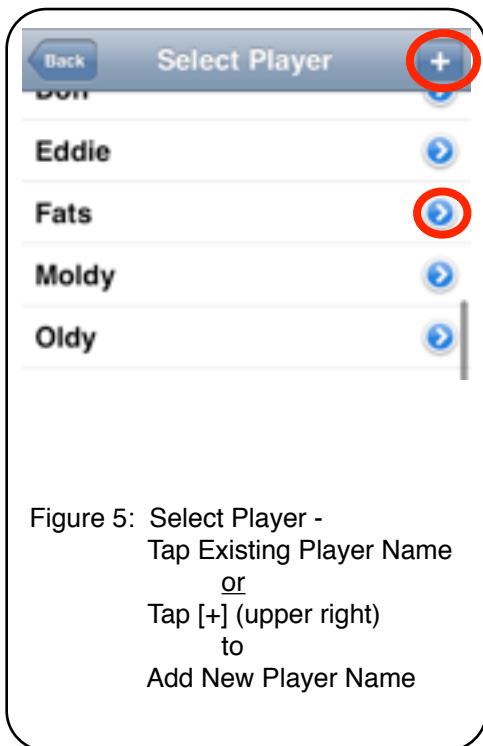 Back Select Player +
Eddie
Fats
Moldy
Oldy
Figure 5: Select Player -
Tap Existing Player Name
or
Tap [+] (upper right)
to
Add New Player Name